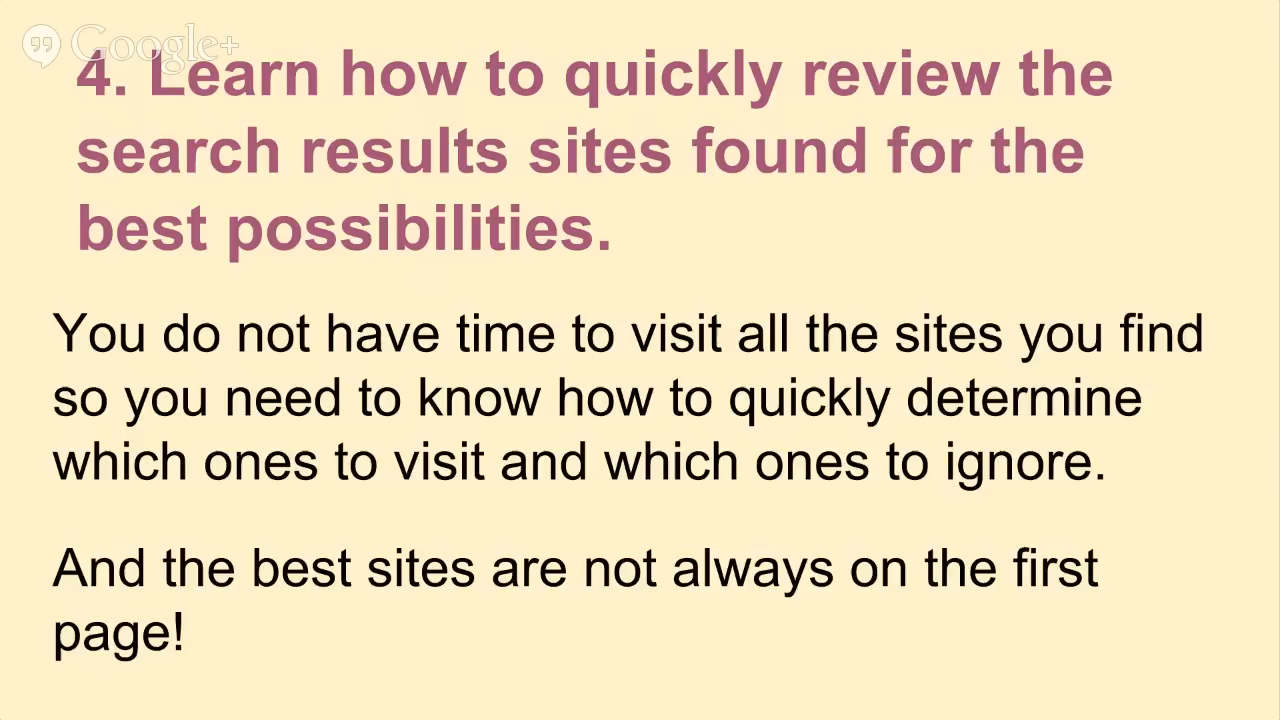 Google+
4. Learn how to quickly review the
search results sites found for the
best possibilities.
You do not have time to visit all the sites you find
so you need to know how to quickly determine
which ones to visit and which ones to ignore.
And the best sites are not always on the first
page!